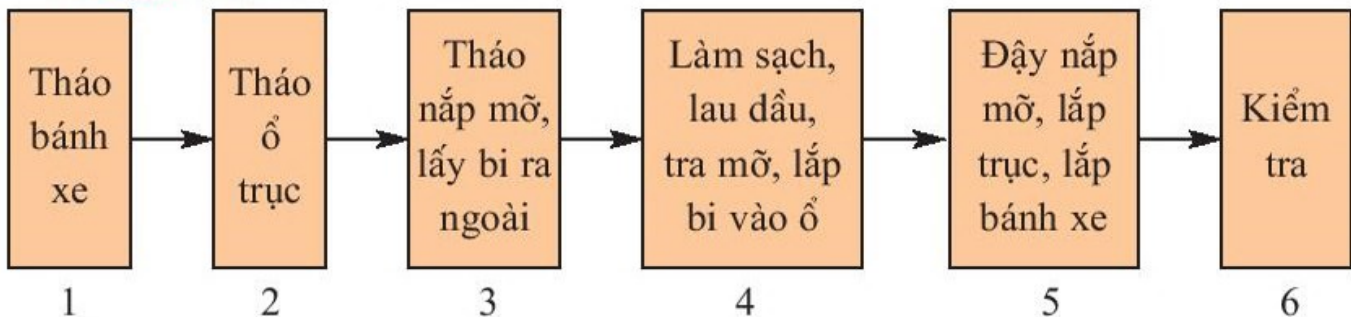 Tháo
bánh
xe
Tháo
ổ
trục
Tháo
nắp mỡ,
lấy bi ra
ngoài
Làm sạch,
lau dầu,
tra mỡ, lắp
bi vào ổ
Đậy nắp
mỡ, lắp
trục, lắp
bánh xe
Kiểm
tra
1
2
3
4
5
6